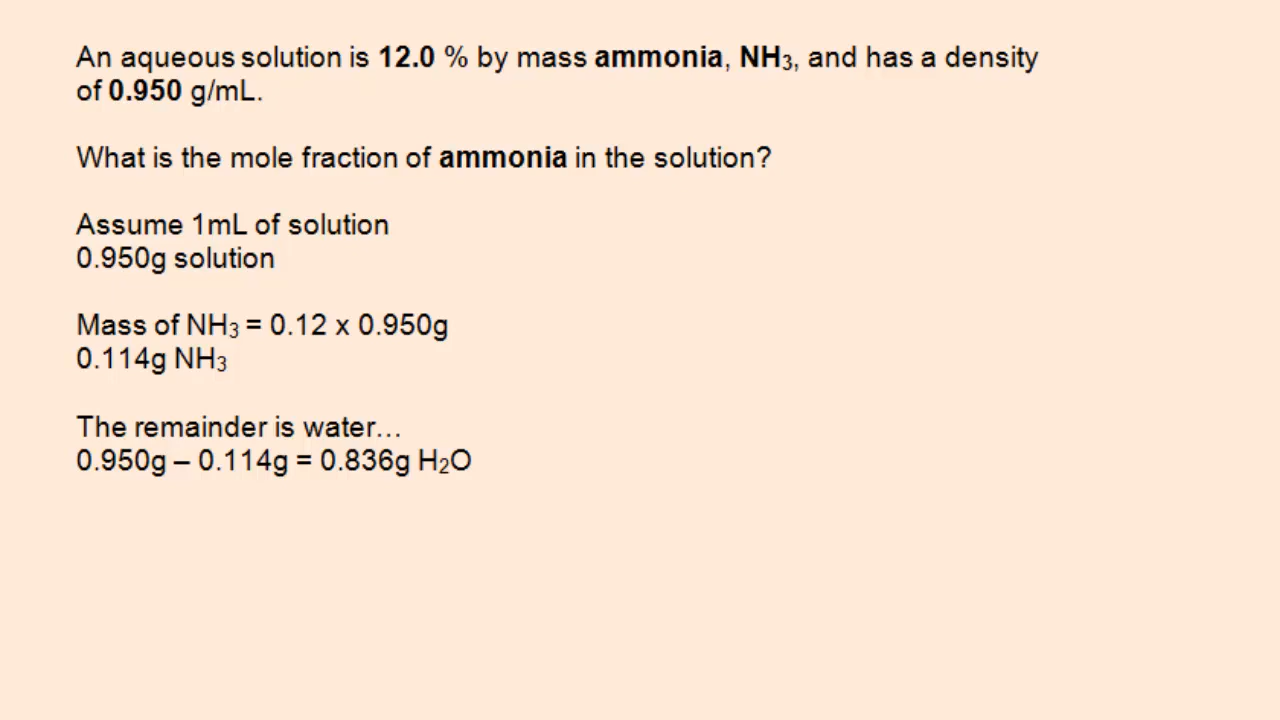 An aqueous solution is 12.0 % by mass ammonia, NH₃, and has a density
of 0.950 g/mL.
What is the mole fraction of ammonia in the solution?
Assume 1mL of solution
0.950g solution
Mass of NH₃ = 0.12 x 0.950g
0.114g NH₃
The remainder is water…
0.950g – 0.114g = 0.836g H₂O